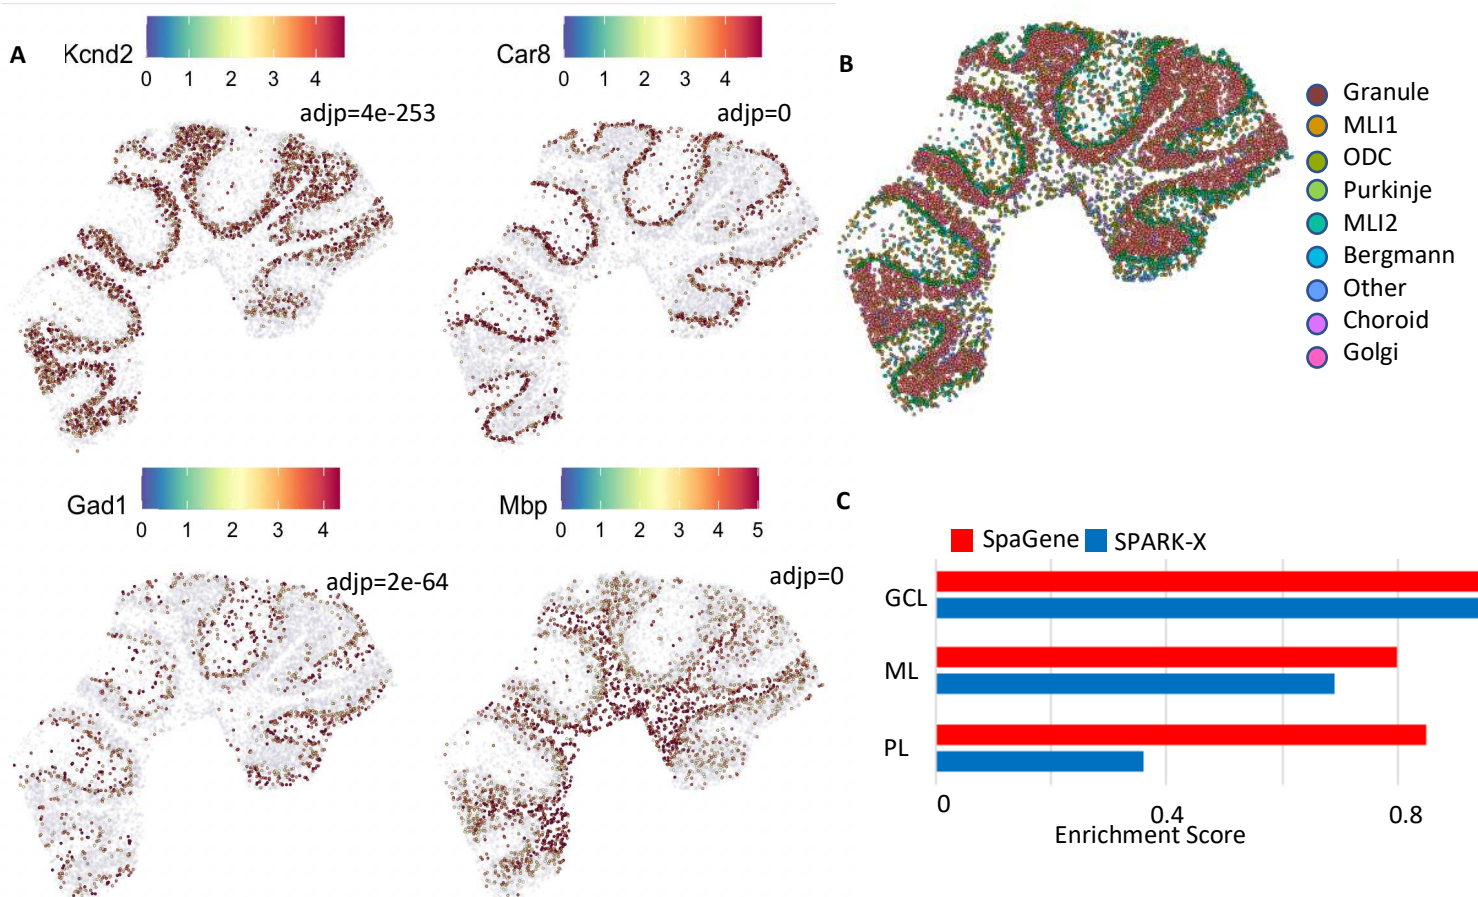 A
Kcnd2
0 1 2 3 4
adjp=4e-253
Car8
0 1 2 3 4
adjp=0
B
Granule
MLI1
ODC
Purkinje
MLI2
Bergmann
Other
Choroid
Golgi
Gad1
0 1 2 3 4
adjp=2e-64
Mbp
0 1 2 3 4 5
adjp=0
C
SpaGene SPARK-X
GCL
ML
PL
0 0.4 0.8
Enrichment Score